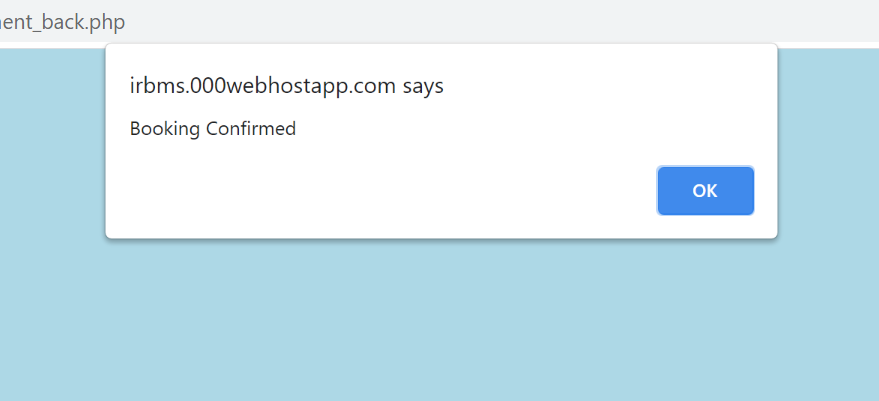 ent_back.php
irbms.000webhostapp.com says
Booking Confirmed
OK